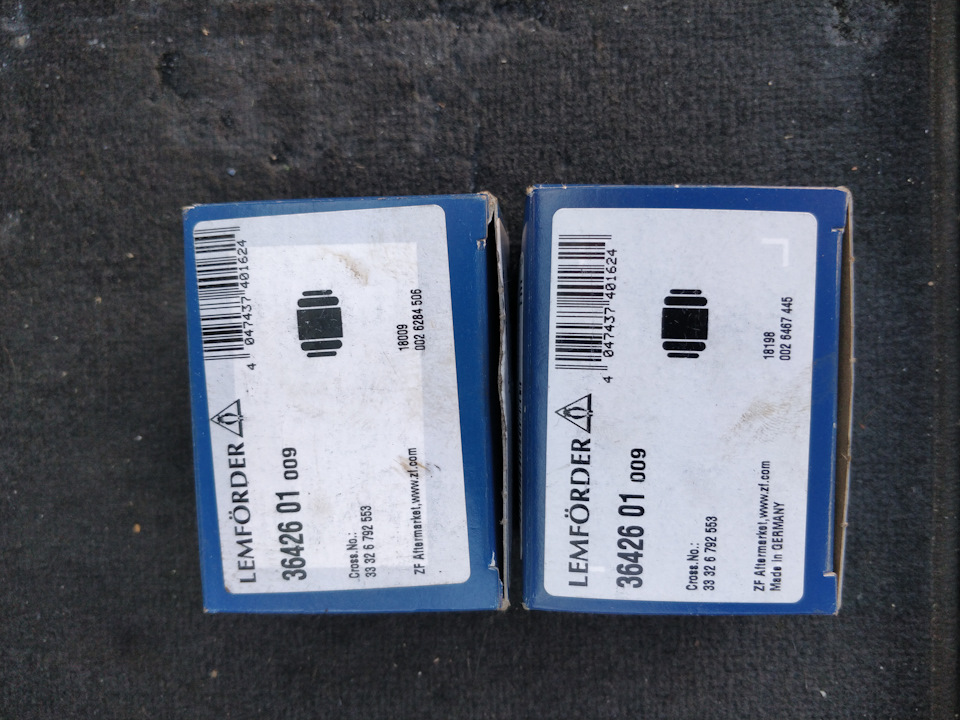 LEMFÖRDER
36426 01 009
Cross.No.:
33 32 6 792 553
ZF Aftermarket,www.zf.com
4 047437 401624
18009
002 6284 506
LEMFÖRDER
36426 01 009
Cross.No.:
33 32 6 792 553
ZF Aftermarket,www.zf.com
Made in GERMANY
4 047437 401624
18198
002 6467 445